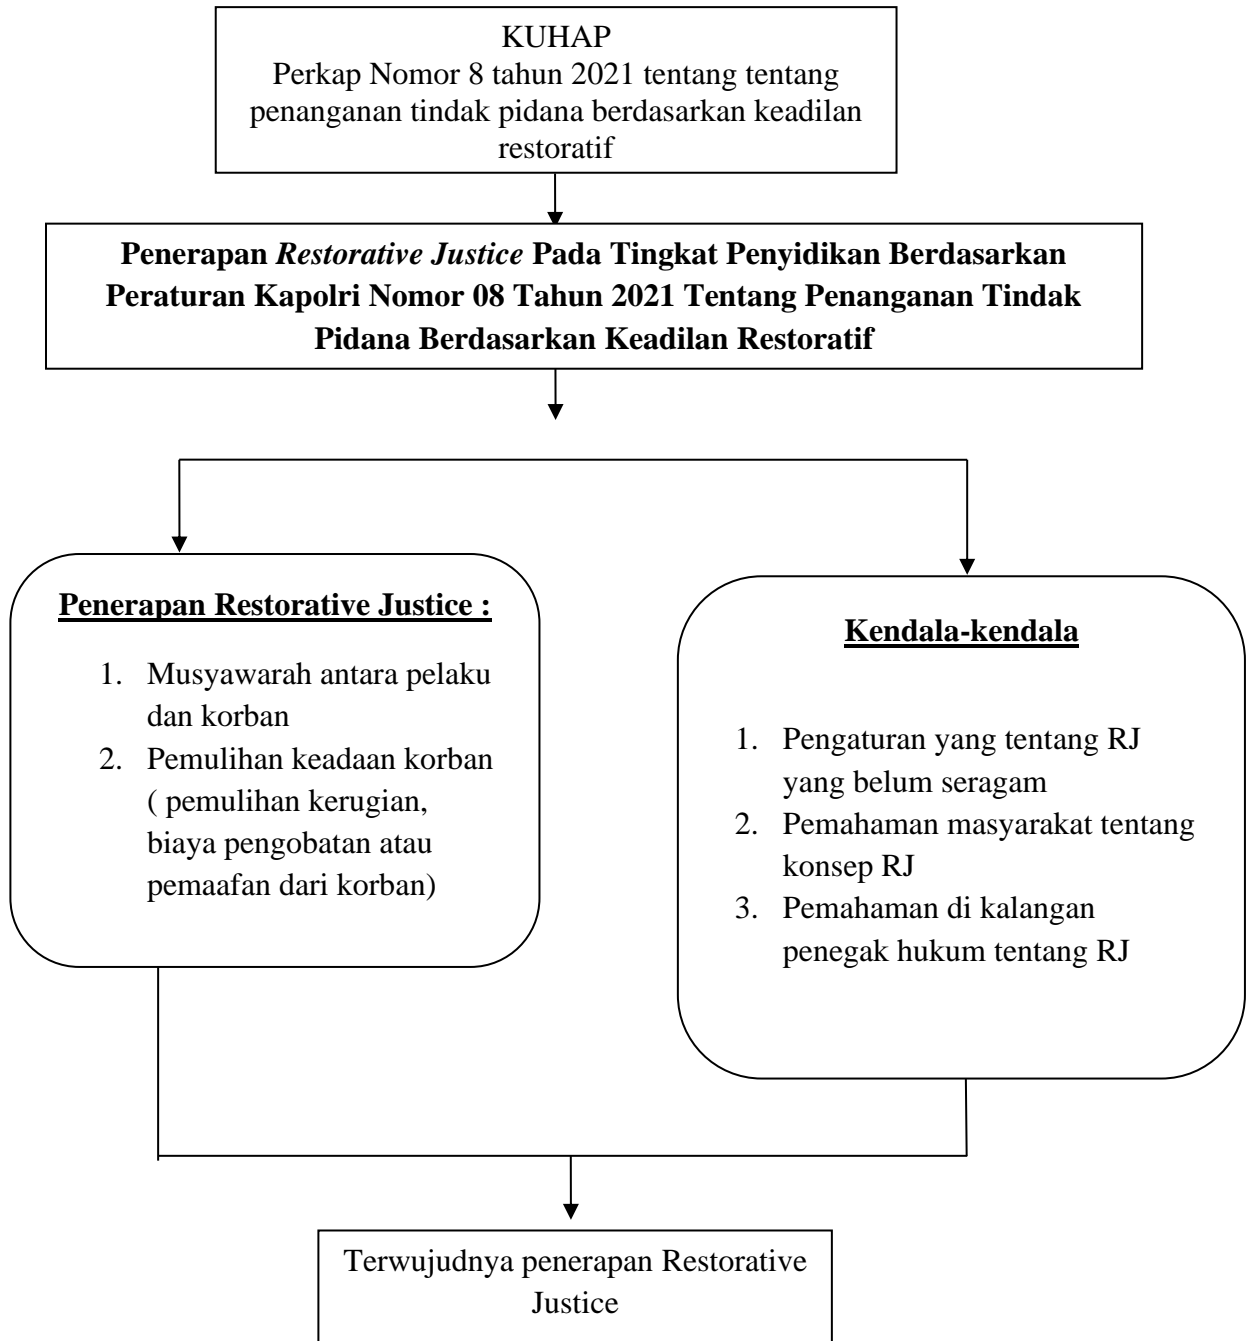 KUHAP
Perkap Nomor 8 tahun 2021 tentang tentang
penanganan tindak pidana berdasarkan keadilan
restoratif
Penerapan Restorative Justice Pada Tingkat Penyidikan Berdasarkan
Peraturan Kapolri Nomor 08 Tahun 2021 Tentang Penanganan Tindak
Pidana Berdasarkan Keadilan Restoratif
Penerapan Restorative Justice :
1. Musyawarah antara pelaku
dan korban
2. Pemulihan keadaan korban
( pemulihan kerugian,
biaya pengobatan atau
pemaafan dari korban)
Kendala-kendala
1. Pengaturan yang tentang RJ
yang belum seragam
2. Pemahaman masyarakat tentang
konsep RJ
3. Pemahaman di kalangan
penegak hukum tentang RJ
Terwujudnya penerapan Restorative
Justice